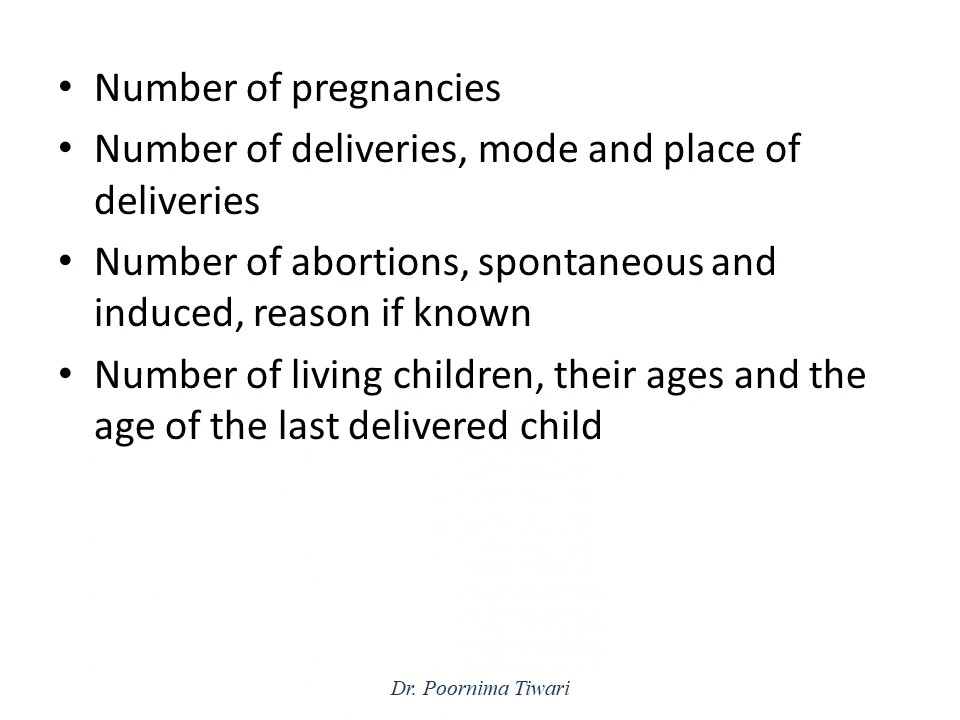 • Number of pregnancies
• Number of deliveries, mode and place of
deliveries
• Number of abortions, spontaneous and
induced, reason if known
• Number of living children, their ages and the
age of the last delivered child
Dr. Poornima Tiwari